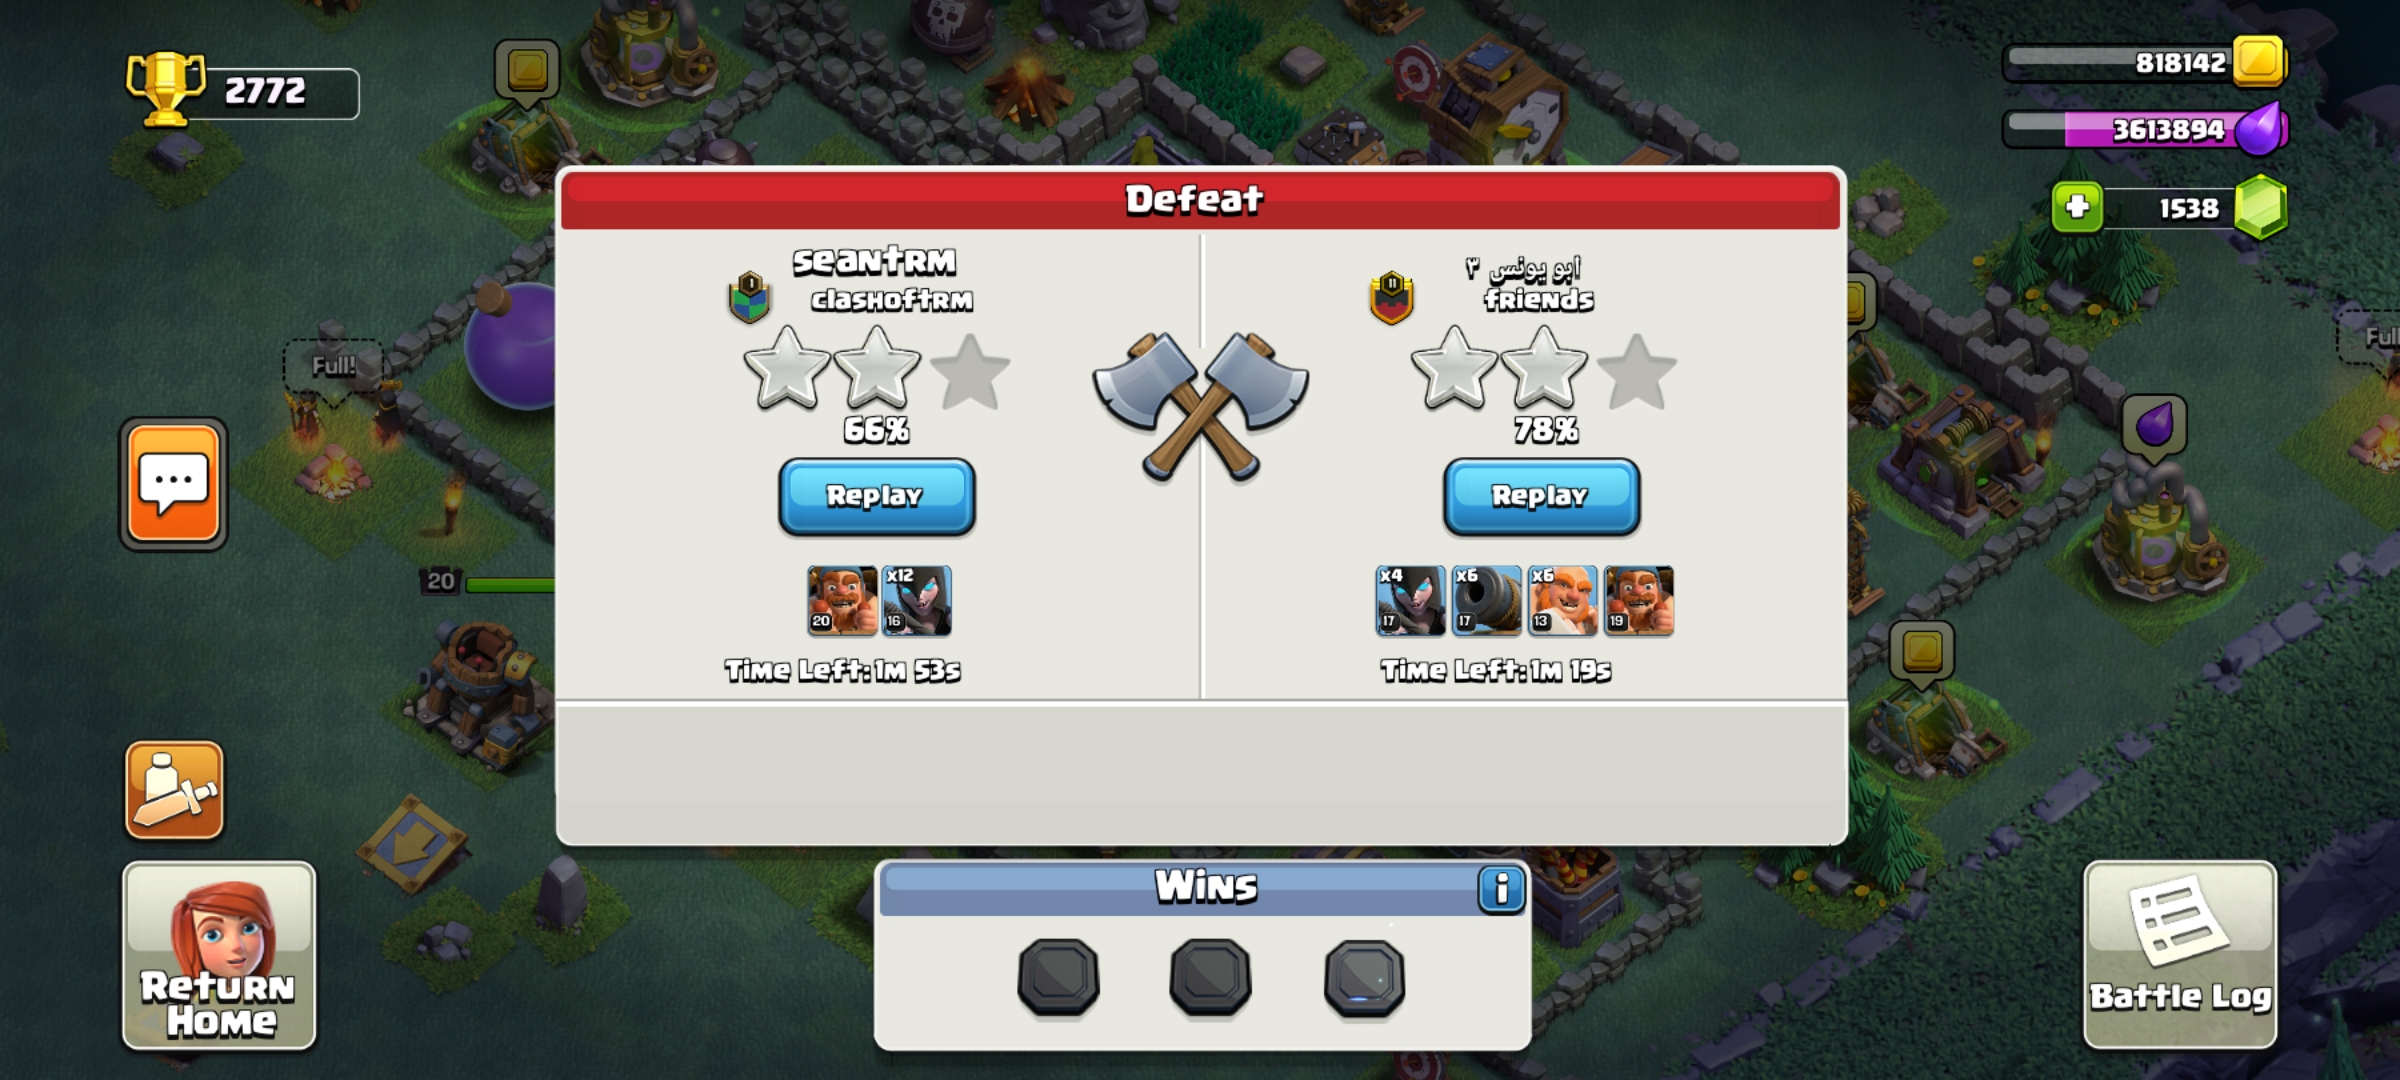 2772
818142
3613894
1538
Defeat
seantrm
clashoftrm
ابو يونس ٣
friends
I
II
66%
78%
Replay
Replay
20
x12
16
x4
17
x6
17
x6
13
19
Time Left: 1m 53s
Time Left: 1m 19s
Full!
Full
20
Wins
i
Return
Home
Battle Log